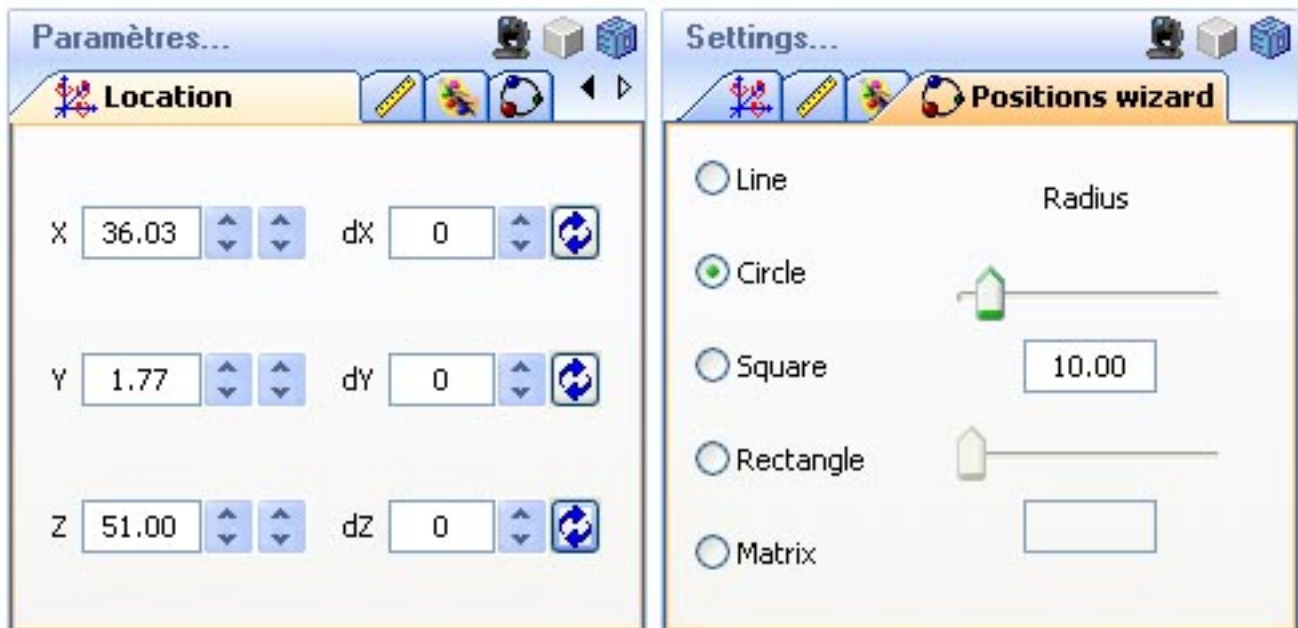 Paramètres...
Location
X 36.03 dX 0
Y 1.77 dY 0
Z 51.00 dZ 0
Settings...
Positions wizard
Line
Radius
Circle
Square
10.00
Rectangle
Matrix